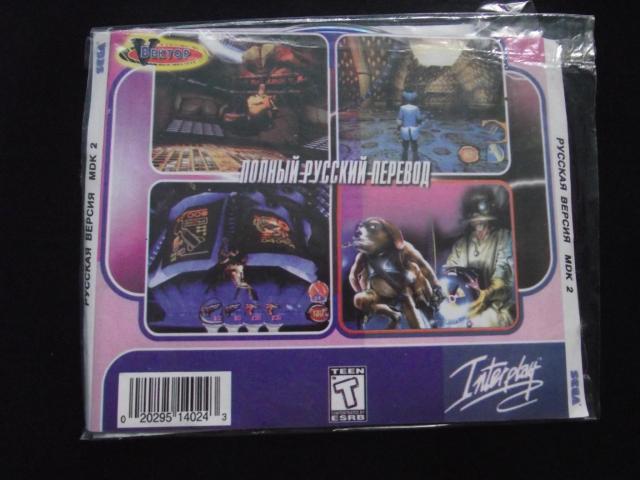 ВЕКТОР
SEGA
РУССКАЯ ВЕРСИЯ MDK 2
ПОЛНЫЙ РУССКИЙ ПЕРЕВОД
РУССКАЯ ВЕРСИЯ MDK 2
SEGA
0 20295 14024 3
TEEN
T
ESRB
Interplay